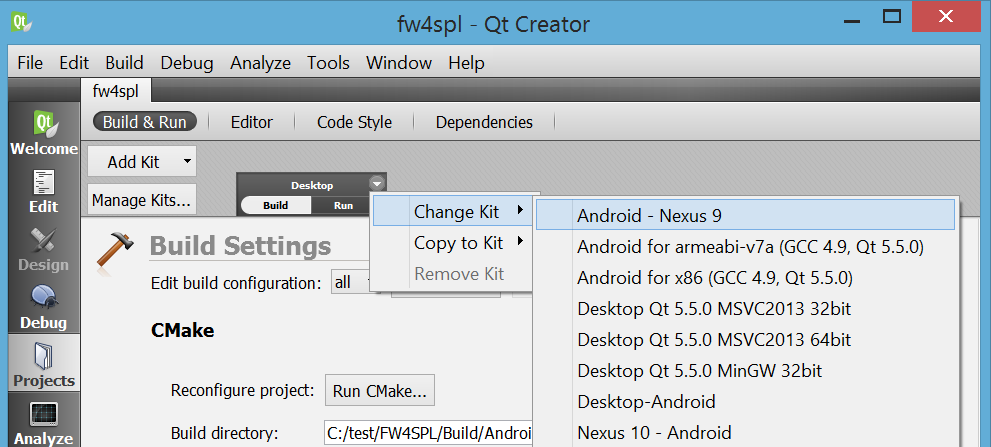 fw4spl - Qt Creator
File Edit Build Debug Analyze Tools Window Help
fw4spl
Build & Run Editor Code Style Dependencies
Welcome
Edit
Design
Debug
Projects
Analyze
Add Kit
Manage Kits...
Desktop
Build Run
Change Kit
Copy to Kit
Remove Kit
Android - Nexus 9
Android for armeabi-v7a (GCC 4.9, Qt 5.5.0)
Android for x86 (GCC 4.9, Qt 5.5.0)
Desktop Qt 5.5.0 MSVC2013 32bit
Desktop Qt 5.5.0 MSVC2013 64bit
Desktop Qt 5.5.0 MinGW 32bit
Desktop-Android
Nexus 10 - Android
Build Settings
Edit build configuration: all
CMake
Reconfigure project: Run CMake...
Build directory: C:/test/FW4SPL/Build/Androi